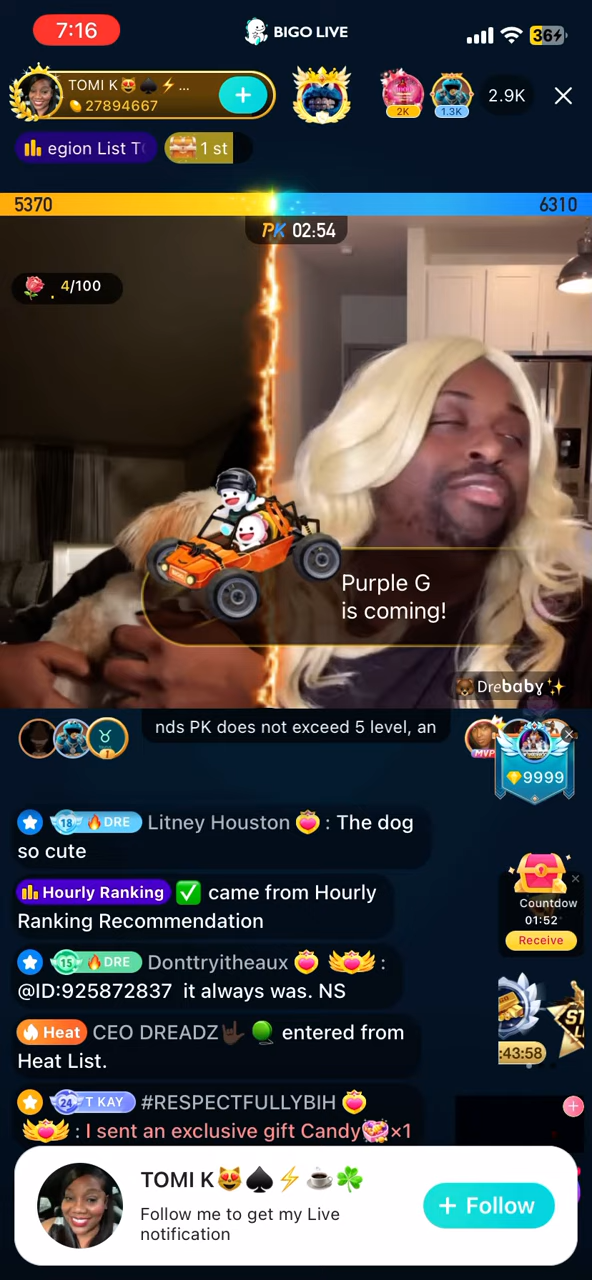 7:16
BIGO LIVE
36
TOMI K😻♠️⚡ ...
27894667
2K
1.3K
2.9K
egion List T
1 st
5370
6310
PK 02:54
4/100
Purple G
is coming!
🐻Drebaby✨
nds PK does not exceed 5 level, an
MVP
9999
18 🔥DRE Litney Houston : The dog
so cute
Hourly Ranking ✅ came from Hourly
Ranking Recommendation
15 🔥DRE Donttryitheaux :
@ID:925872837 it always was. NS
Heat CEO DREADZ🤟🏿 entered from
Heat List.
24 T KAY #RESPECTFULLYBIH
: I sent an exclusive gift Candy×1
Countdow
01:52
Receive
ST
:43:58
TOMI K😻♠️⚡☕☘️
Follow me to get my Live
notification
+ Follow